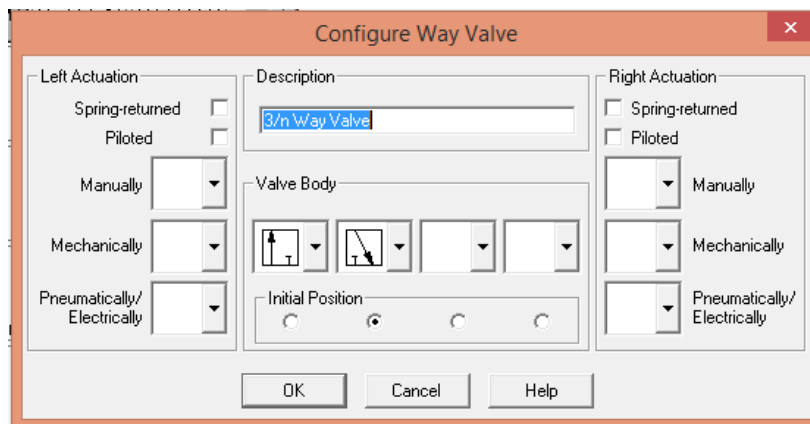 Configure Way Valve
Left Actuation
Spring-returned
Piloted
Manually
Mechanically
Pneumatically/
Electrically
Description
3/n Way Valve
Valve Body
T T
Initial Position
Right Actuation
Spring-returned
Piloted
Manually
Mechanically
Pneumatically/
Electrically
OK Cancel Help